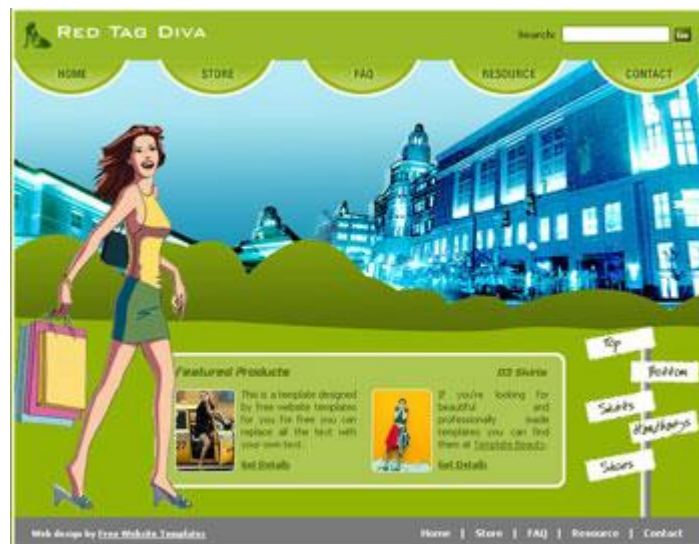 RED TAG DIVA
Search:
Go
HOME
STORE
FAQ
RESOURCE
CONTACT
Top
Bottom
Skirts
Shoes
Featured Products
03 Skirts
This is a template designed
by free website templates
for you for free you can
replace all the text with
your own text.
Get Details
If you're looking for
beautiful and
professionally made
templates you can find
them at Template Beauty.
Get Details
Web design by Free Website Templates
Home | Store | FAQ | Resource | Contact